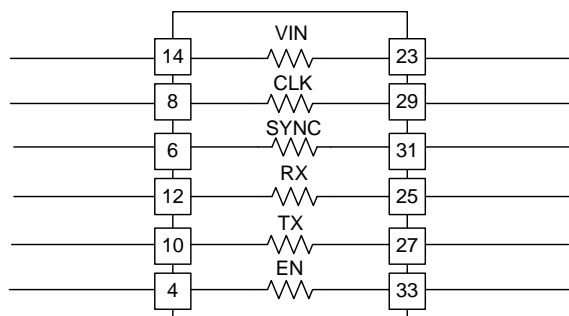 VIN
14 23
CLK
8 29
SYNC
6 31
RX
12 25
TX
10 27
EN
4 33